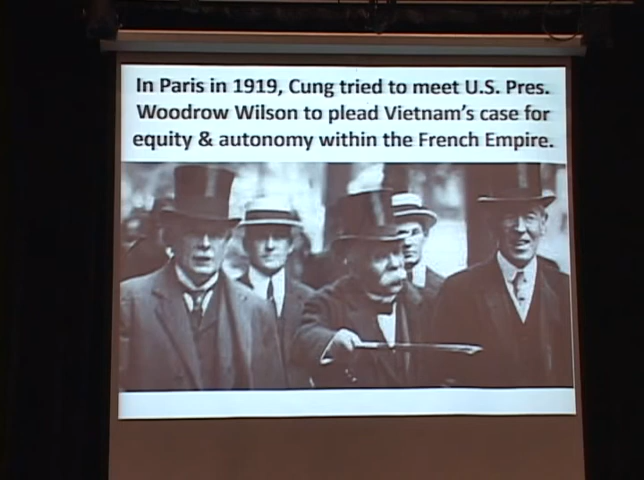 In Paris in 1919, Cung tried to meet U.S. Pres.
Woodrow Wilson to plead Vietnam's case for
equity & autonomy within the French Empire.